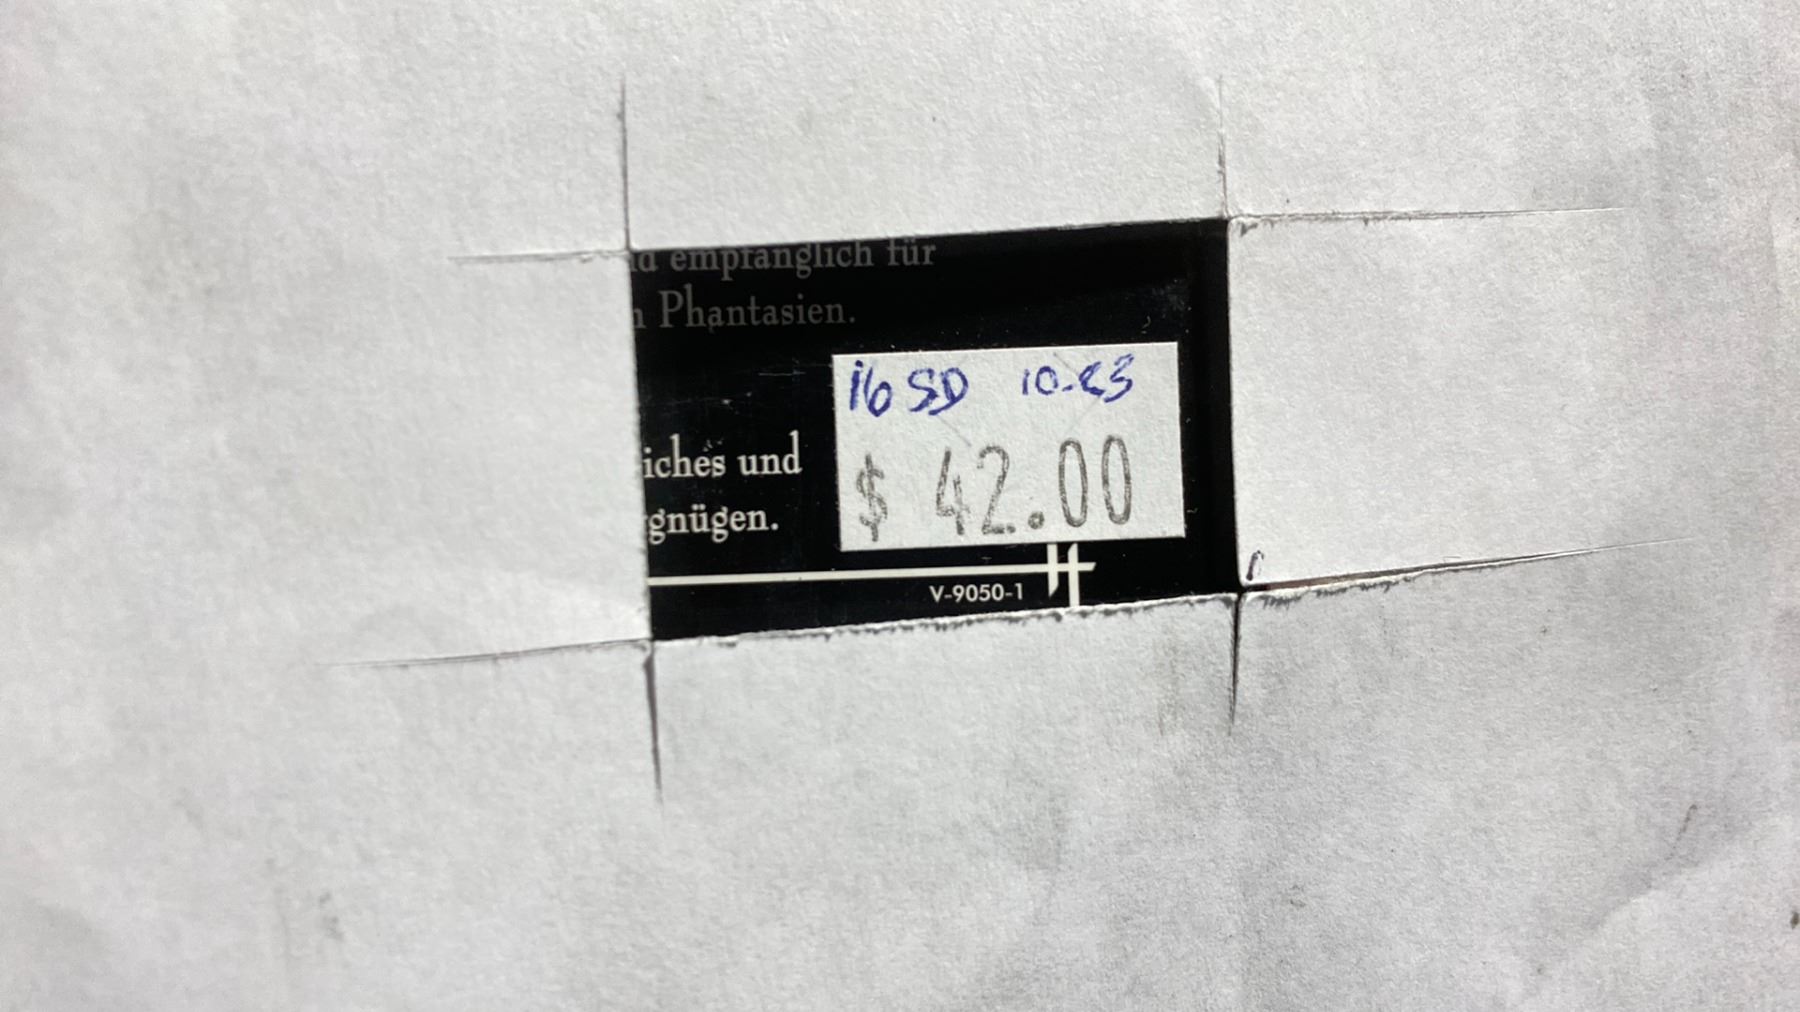 empfänglich für
Phantasien.
16 SD 10-23
$ 42.00
iches und
gnügen.
V-9050-1